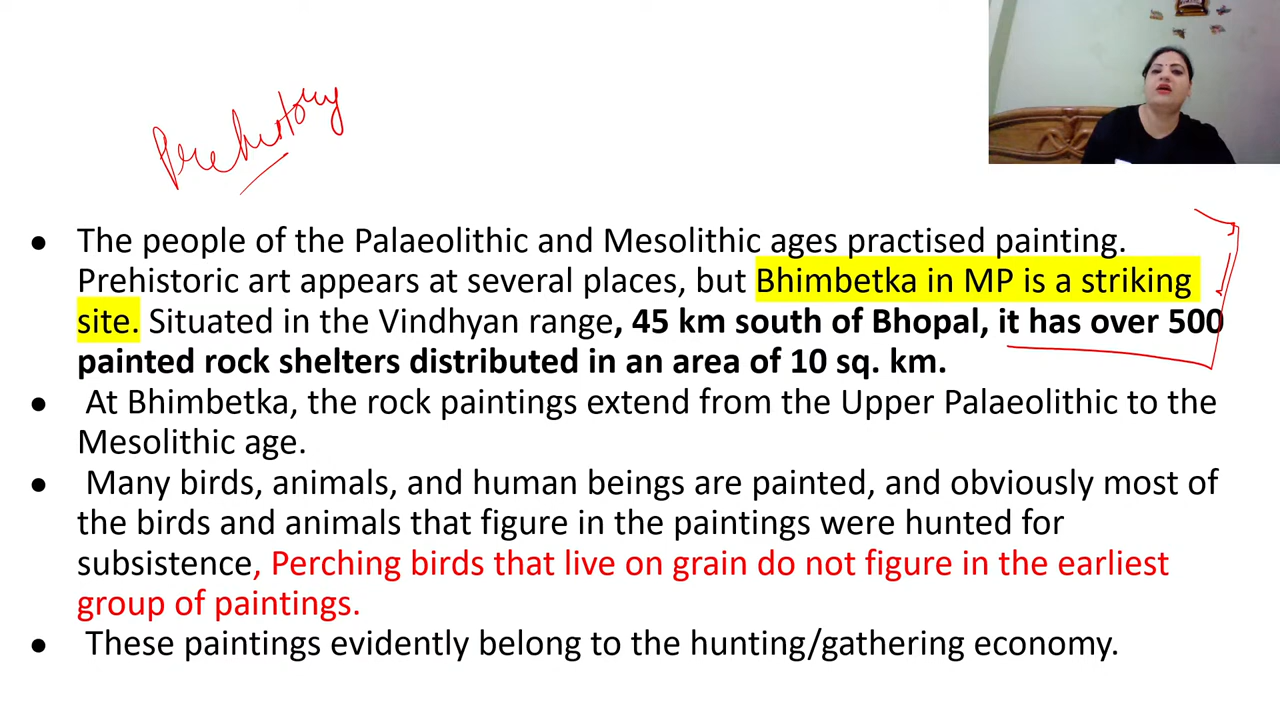 Prehistory
● The people of the Palaeolithic and Mesolithic ages practised painting.
Prehistoric art appears at several places, but Bhimbetka in MP is a striking
site. Situated in the Vindhyan range, 45 km south of Bhopal, it has over 500
painted rock shelters distributed in an area of 10 sq. km.
● At Bhimbetka, the rock paintings extend from the Upper Palaeolithic to the
Mesolithic age.
● Many birds, animals, and human beings are painted, and obviously most of
the birds and animals that figure in the paintings were hunted for
subsistence, Perching birds that live on grain do not figure in the earliest
group of paintings.
● These paintings evidently belong to the hunting/gathering economy.